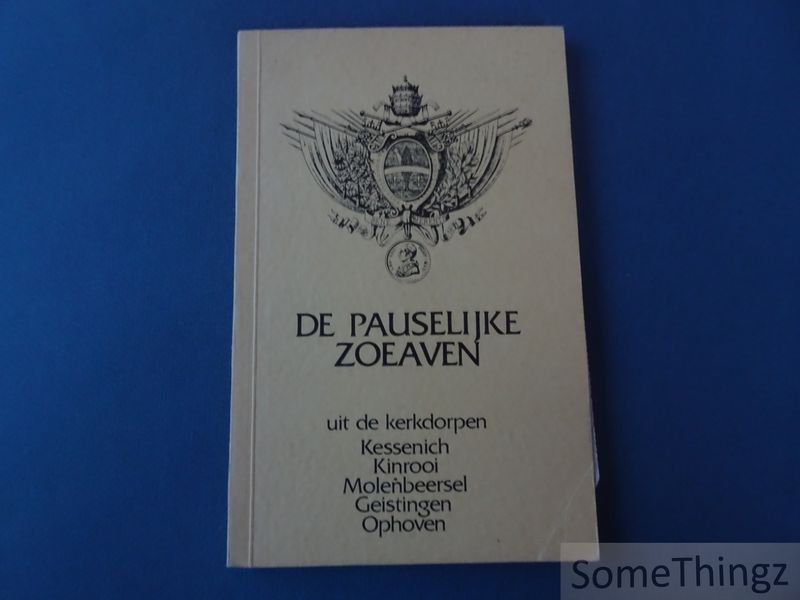 DE PAUSELIJKE
ZOEAVEN
uit de kerkdorpen
Kessenich
Kinrooi
Molenbeersel
Geistingen
Ophoven
SomeThingz